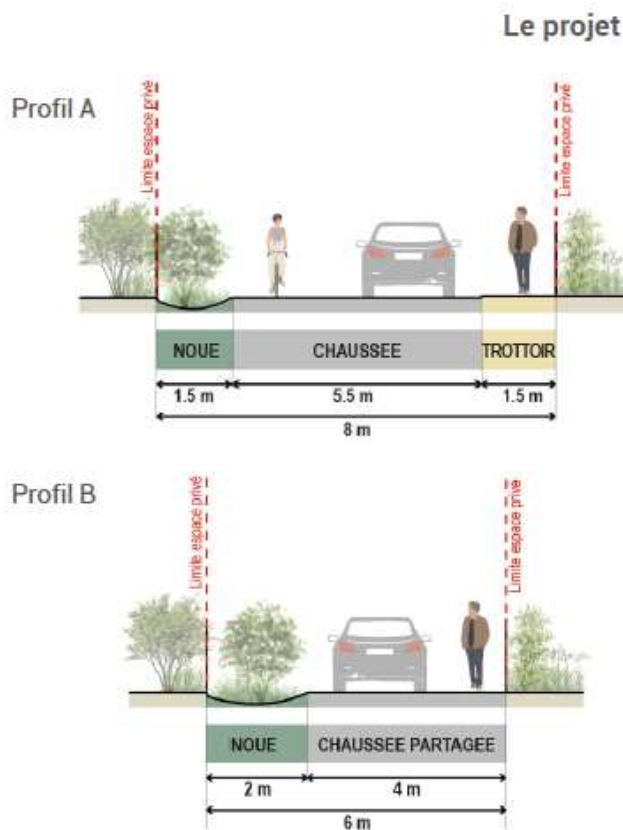 Le projet
Profil A
Limite espace privé
Limite espace privé
NOUE
CHAUSSEE
TROTTOIR
1.5 m
5.5 m
1.5 m
8 m
Profil B
Limite espace privé
Limite espace privé
NOUE
CHAUSSEE PARTAGEE
2 m
4 m
6 m